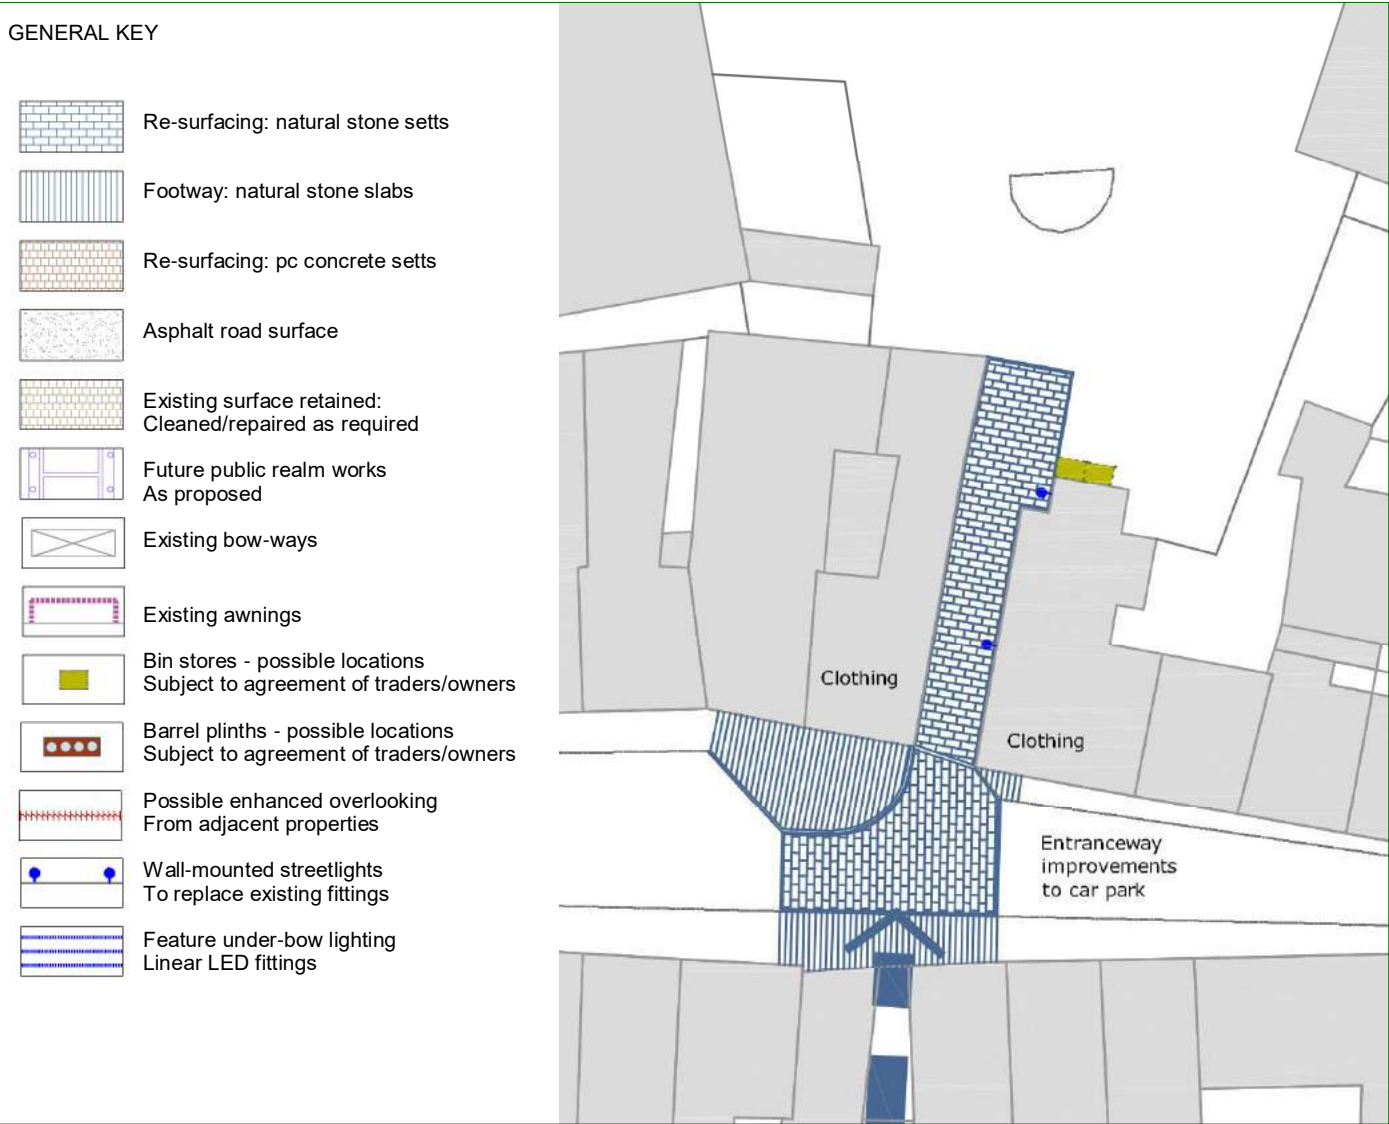 GENERAL KEY
Re-surfacing: natural stone setts
Footway: natural stone slabs
Re-surfacing: pc concrete setts
Asphalt road surface
Existing surface retained:
Cleaned/repaired as required
Future public realm works
As proposed
Existing bow-ways
Existing awnings
Bin stores - possible locations
Subject to agreement of traders/owners
Barrel plinths - possible locations
Subject to agreement of traders/owners
Possible enhanced overlooking
From adjacent properties
Wall-mounted streetlights
To replace existing fittings
Feature under-bow lighting
Linear LED fittings
Clothing
Clothing
Entranceway
improvements
to car park